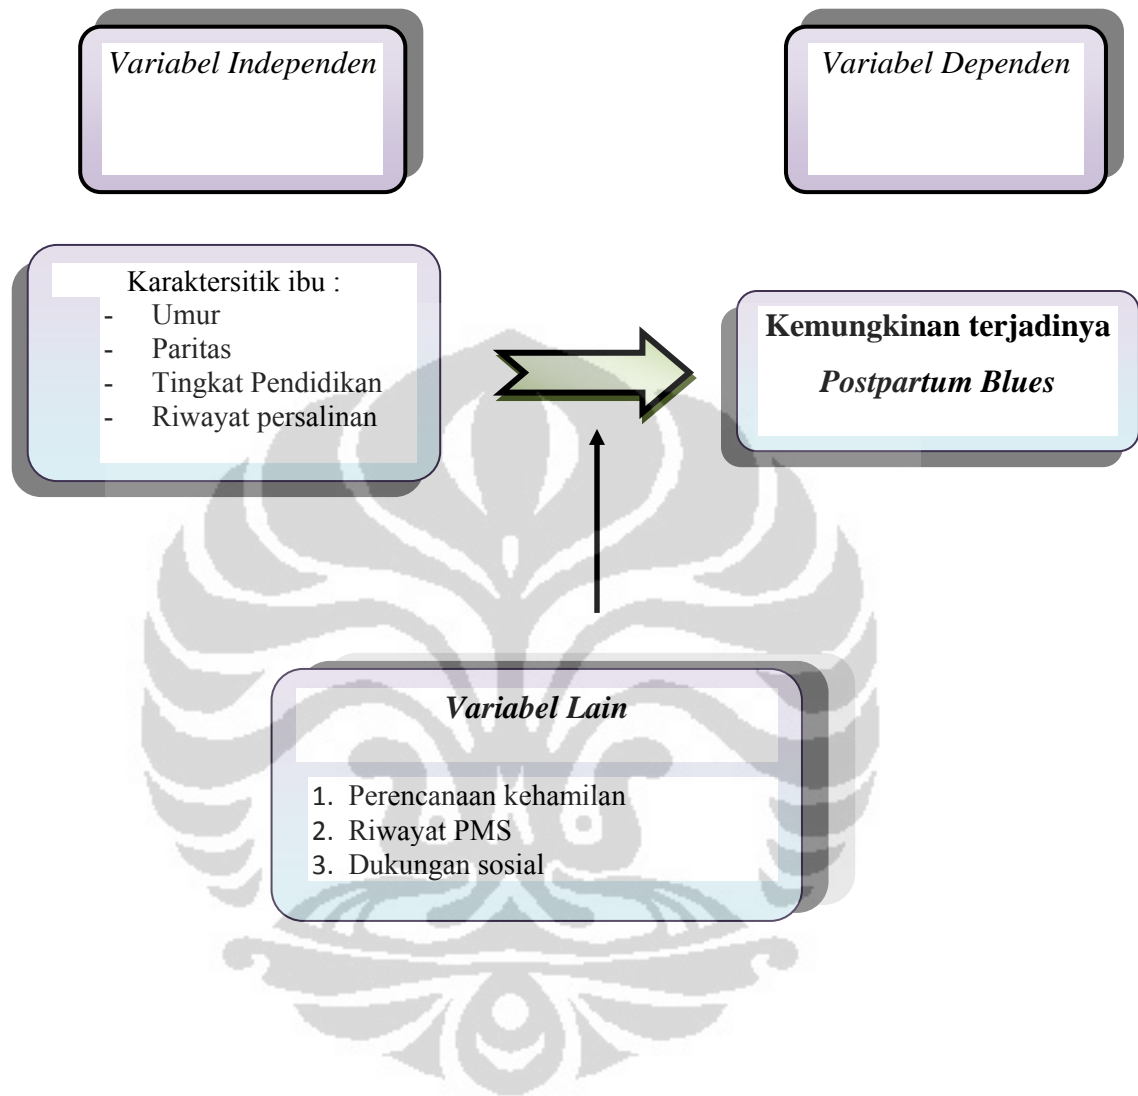 Variabel Independen
Variabel Dependen
Karaktersitik ibu :
- Umur
- Paritas
- Tingkat Pendidikan
- Riwayat persalinan
Kemungkinan terjadinya
Postpartum Blues
Variabel Lain
1. Perencanaan kehamilan
2. Riwayat PMS
3. Dukungan sosial